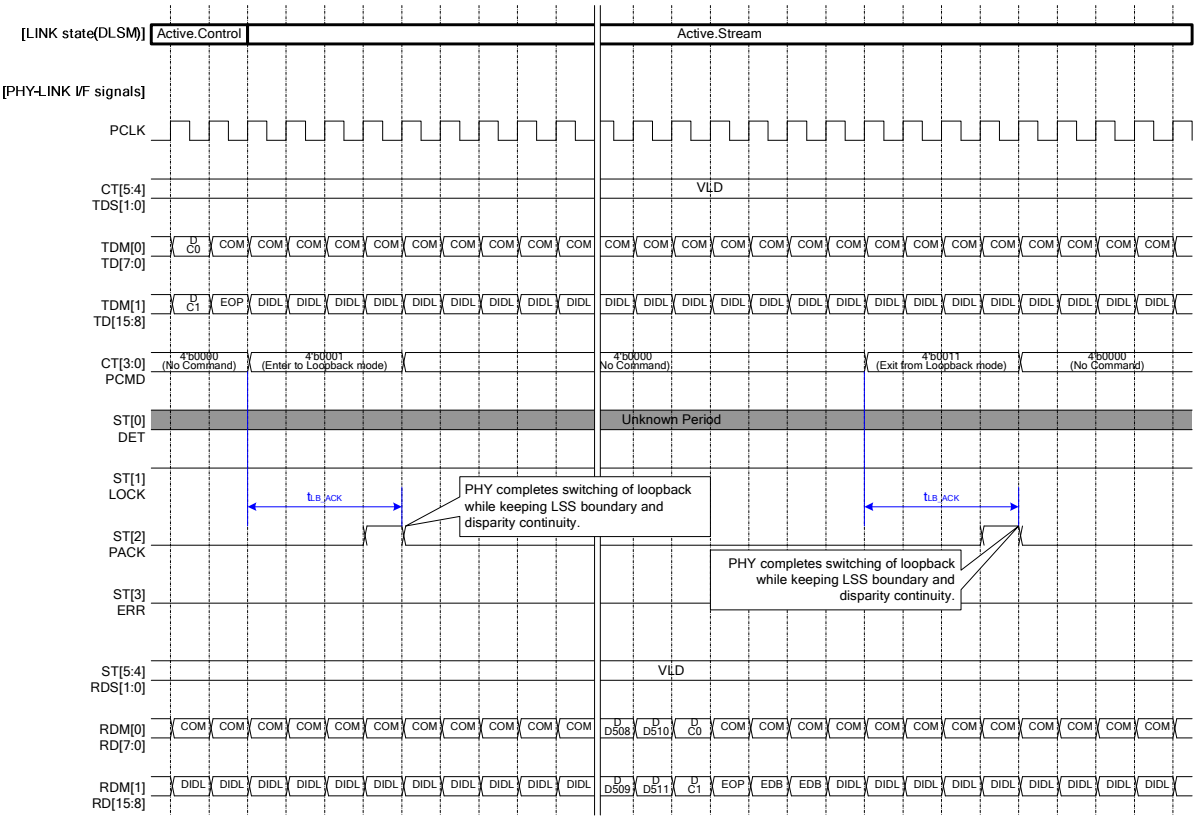 [LINK state(DLSM)] Active.Control Active.Stream
[PHY-LINK I/F signals]
PCLK
CT[5:4] VLD
TDS[1:0]
TDM[0] D C0 COM COM COM COM COM COM COM COM COM COM COM COM COM COM COM COM COM COM COM COM COM COM COM COM COM
TD[7:0]
TDM[1] D C1 EOP DIDL DIDL DIDL DIDL DIDL DIDL DIDL DIDL DIDL DIDL DIDL DIDL DIDL DIDL DIDL DIDL DIDL DIDL DIDL DIDL DIDL DIDL DIDL
TD[15:8]
CT[3:0] 4'b0000 4'b0001 4'b0000 4'b0011 4'b0000
PCMD (No Command) (Enter to Loopback mode) No Command) (Exit from Loopback mode) (No Command)
ST[0] Unknown Period
DET
ST[1]
LOCK
tLB_ACK tLB_ACK
PHY completes switching of loopback
while keeping LSS boundary and
disparity continuity.
ST[2]
PACK
PHY completes switching of loopback
while keeping LSS boundary and
disparity continuity.
ST[3]
ERR
ST[5:4] VLD
RDS[1:0]
RDM[0] COM COM COM COM COM COM COM COM COM COM COM D D508 D D510 D C0 COM COM COM COM COM COM COM COM COM COM COM COM
RD[7:0]
RDM[1] DIDL DIDL DIDL DIDL DIDL DIDL DIDL DIDL DIDL DIDL DIDL D D509 D D511 D C1 EOP EDB EDB DIDL DIDL DIDL DIDL DIDL DIDL DIDL DIDL DIDL
RD[15:8]